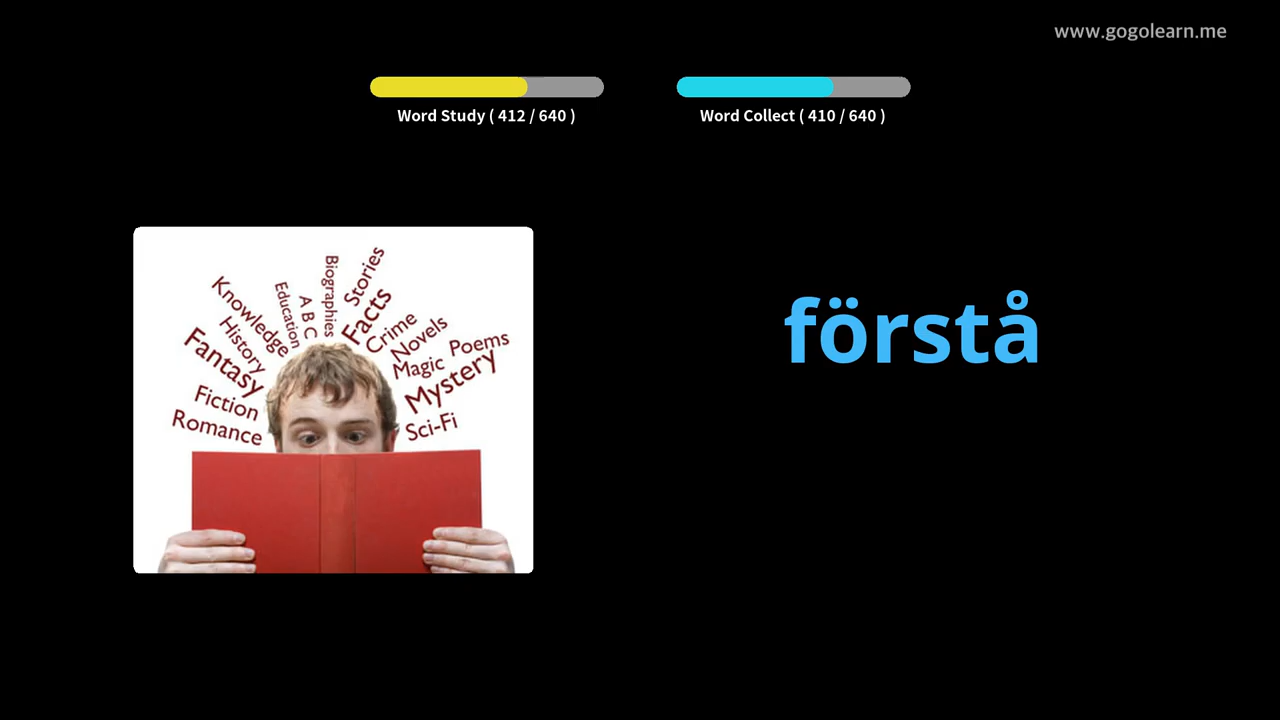 www.gogolearn.me
Word Study ( 412 / 640 )
Word Collect ( 410 / 640 )
Romance
Fiction
Fantasy
History
Knowledge
Education
A B C
Biographies
Stories
Facts
Crime
Novels
Magic
Poems
Mystery
Sci-Fi
förstå